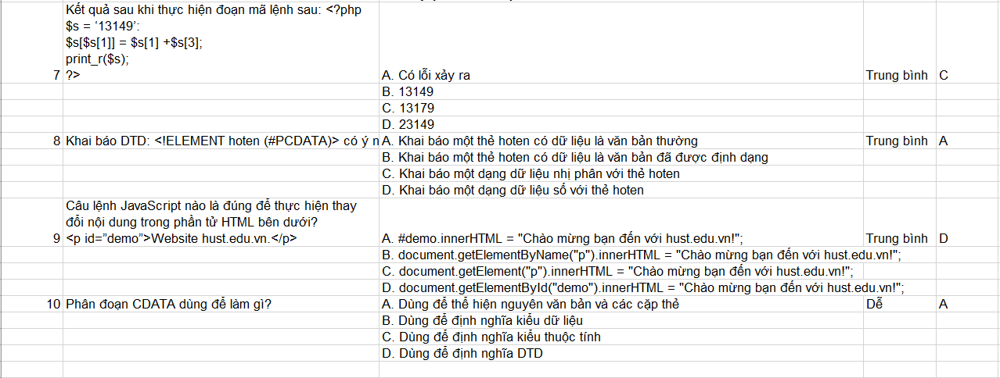 Kết quả sau khi thực hiện đoạn mã lệnh sau: <?php
$s = ‘13149’:
$s[$s[1]] = $s[1] +$s[3];
print_r($s);
7 ?> A. Có lỗi xảy ra Trung bình C
B. 13149
C. 13179
D. 23149
8 Khai báo DTD: <!ELEMENT hoten (#PCDATA)> có ý n A. Khai báo một thẻ hoten có dữ liệu là văn bản thường Trung bình A
B. Khai báo một thẻ hoten có dữ liệu là văn bản đã được định dạng
C. Khai báo một dạng dữ liệu nhị phân với thẻ hoten
D. Khai báo một dạng dữ liệu số với thẻ hoten
Câu lệnh JavaScript nào là đúng để thực hiện thay
đổi nội dung trong phần tử HTML bên dưới?
9 <p id=”demo”>Website hust.edu.vn.</p> A. #demo.innerHTML = "Chào mừng bạn đến với hust.edu.vn!"; Trung bình D
B. document.getElementByName("p").innerHTML = "Chào mừng bạn đến với hust.edu.vn!";
C. document.getElement("p").innerHTML = "Chào mừng bạn đến với hust.edu.vn!";
D. document.getElementById("demo").innerHTML = "Chào mừng bạn đến với hust.edu.vn!";
10 Phân đoạn CDATA dùng để làm gì? A. Dùng để thể hiện nguyên văn bản và các cặp thẻ Dễ A
B. Dùng để định nghĩa kiểu dữ liệu
C. Dùng để định nghĩa kiểu thuộc tính
D. Dùng để định nghĩa DTD